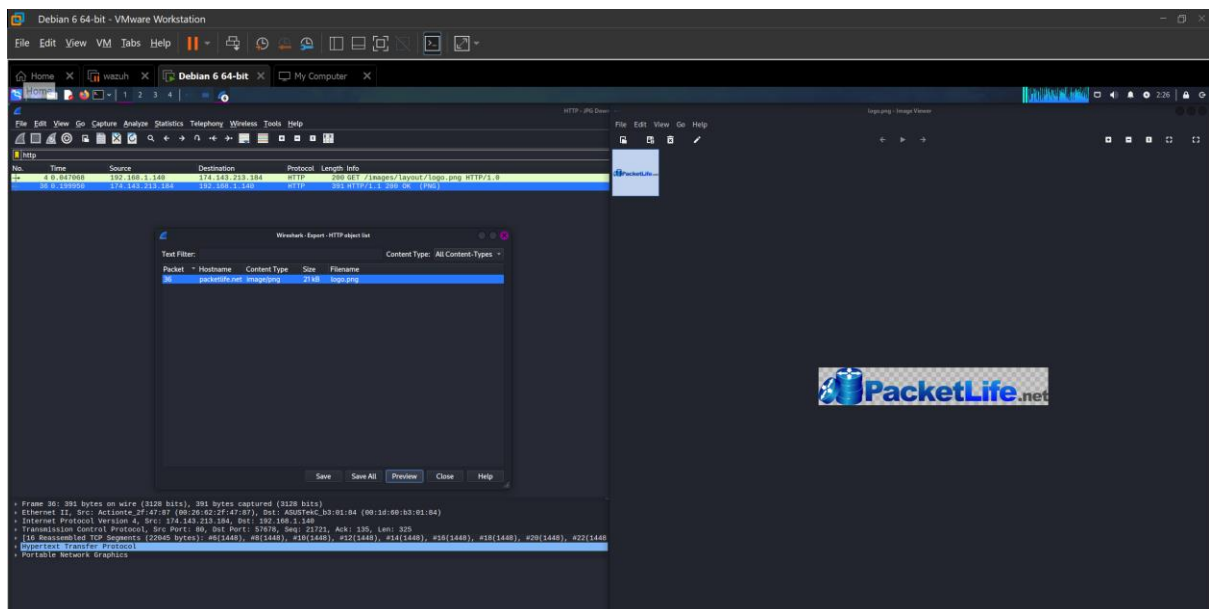 Debian 6 64-bit - VMware Workstation
File Edit View VM Tabs Help
Home wazuh Debian 6 64-bit My Computer
Home 1 2 3 4 2:26
HTTP - JPG Down
File Edit View Go Capture Analyze Statistics Telephony Wireless Tools Help
http
No. Time Source Destination Protocol Length Info
4 0.047068 192.168.1.140 174.143.213.184 HTTP 200 GET /images/layout/logo.png HTTP/1.0
36 0.199950 174.143.213.184 192.168.1.140 HTTP 391 HTTP/1.1 200 OK (PNG)
Wireshark - Export - HTTP object list
Text Filter: Content Type: All Content-Types
Packet Hostname Content Type Size Filename
36 packetlife.net image/png 21 kB logo.png
Save Save All Preview Close Help
Frame 36: 391 bytes on wire (3128 bits), 391 bytes captured (3128 bits)
Ethernet II, Src: Actionte_2f:47:87 (00:26:62:2f:47:87), Dst: ASUSTekC_b3:01:84 (00:1d:60:b3:01:84)
Internet Protocol Version 4, Src: 174.143.213.184, Dst: 192.168.1.140
Transmission Control Protocol, Src Port: 80, Dst Port: 57678, Seq: 21721, Ack: 135, Len: 325
[16 Reassembled TCP Segments (22045 bytes): #6(1448), #8(1448), #10(1448), #12(1448), #14(1448), #16(1448), #18(1448), #20(1448), #22(1448
Hypertext Transfer Protocol
Portable Network Graphics
logo.png - Image Viewer
File Edit View Go Help
PacketLife
PacketLife.net